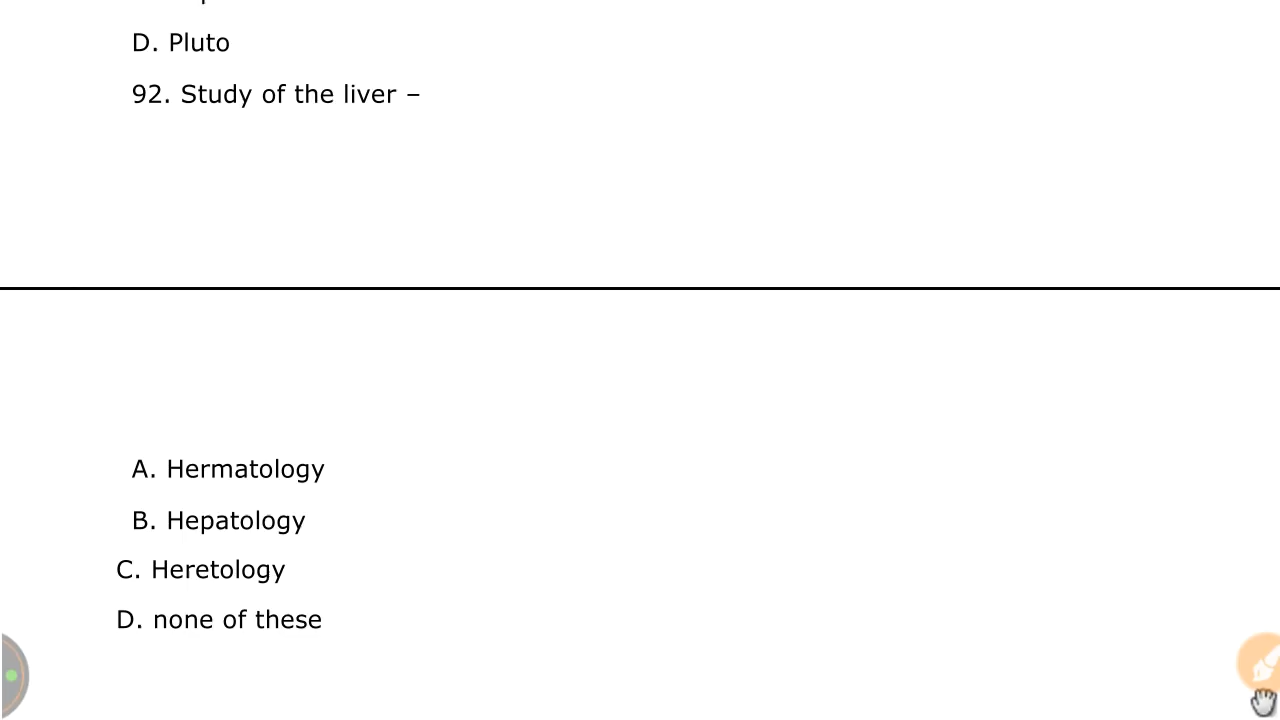 D. Pluto
92. Study of the liver –
A. Hermatology
B. Hepatology
C. Heretology
D. none of these